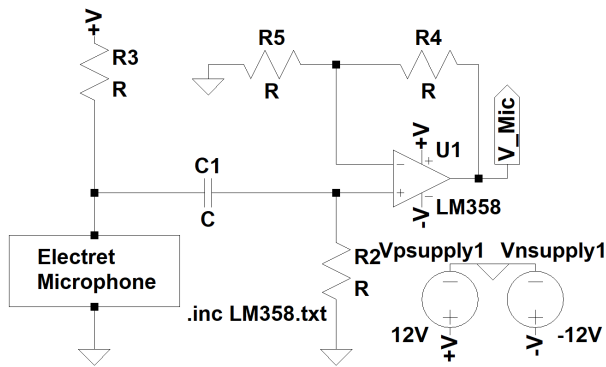 +V
R3
R
R5
R
R4
R
V_Mic
+V
U1
-V
LM358
C1
C
Electret
Microphone
R2
R
.inc LM358.txt
Vpsupply1
12V
+V
Vnsupply1
-12V
-V